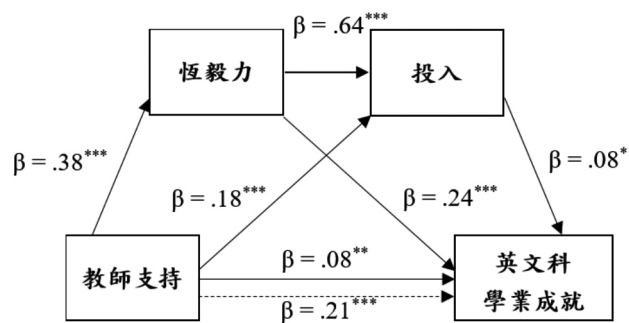 β = .64***
恆毅力
投入
β = .38***
β = .08*
β = .18***
β = .24***
教師支持
β = .08**
英文科
學業成就
β = .21***